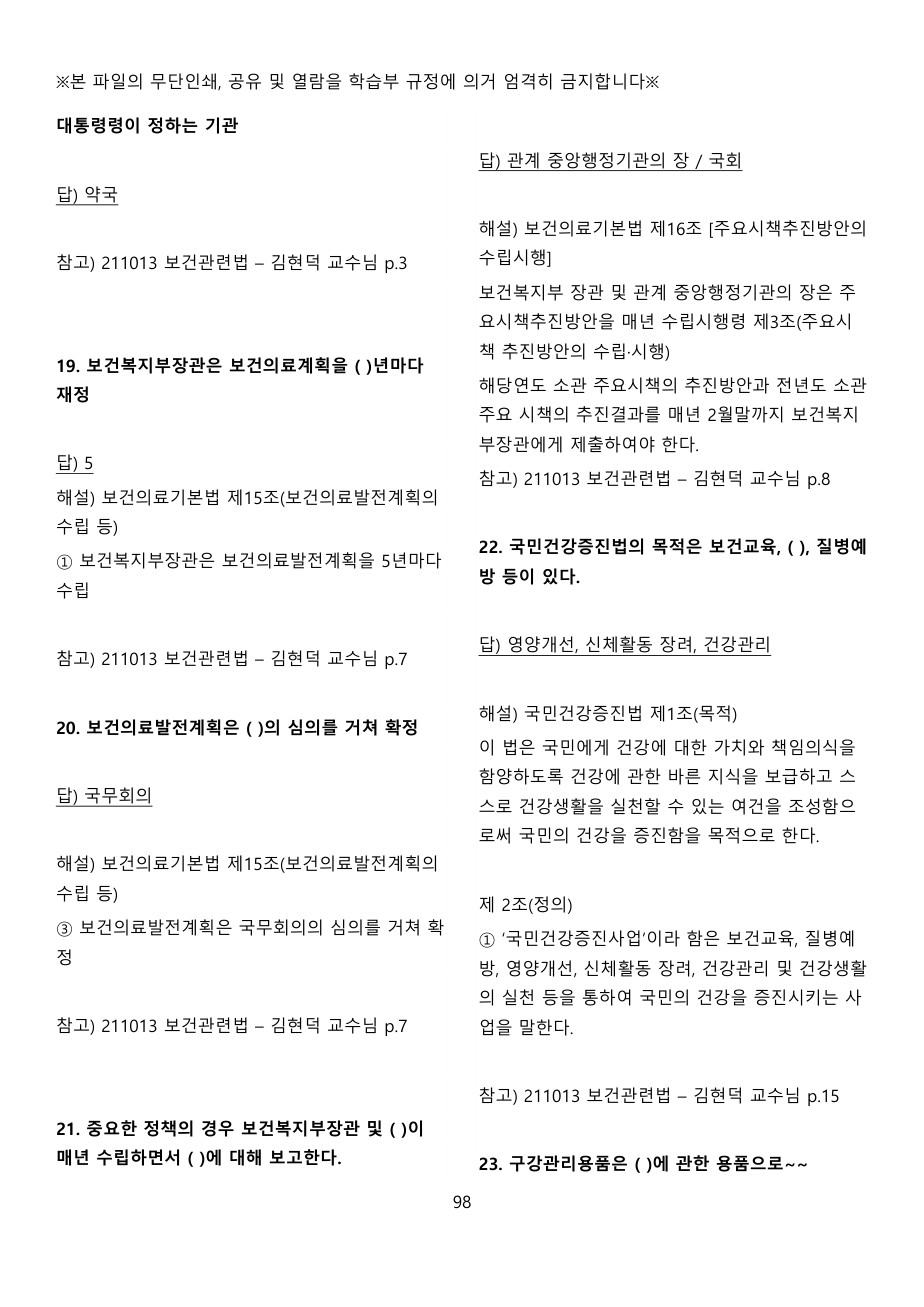 ※본 파일의 무단인쇄, 공유 및 열람을 학습부 규정에 의거 엄격히 금지합니다※
대통령령이 정하는 기관
답) 약국
참고) 211013 보건관련법 – 김현덕 교수님 p.3
19. 보건복지부장관은 보건의료계획을 ( )년마다
재정
답) 5
해설) 보건의료기본법 제15조(보건의료발전계획의
수립 등)
① 보건복지부장관은 보건의료발전계획을 5년마다
수립
참고) 211013 보건관련법 – 김현덕 교수님 p.7
20. 보건의료발전계획은 ( )의 심의를 거쳐 확정
답) 국무회의
해설) 보건의료기본법 제15조(보건의료발전계획의
수립 등)
③ 보건의료발전계획은 국무회의의 심의를 거쳐 확
정
참고) 211013 보건관련법 – 김현덕 교수님 p.7
21. 중요한 정책의 경우 보건복지부장관 및 ( )이
매년 수립하면서 ( )에 대해 보고한다.
답) 관계 중앙행정기관의 장 / 국회
해설) 보건의료기본법 제16조 [주요시책추진방안의
수립시행]
보건복지부 장관 및 관계 중앙행정기관의 장은 주
요시책추진방안을 매년 수립시행령 제3조(주요시
책 추진방안의 수립·시행)
해당연도 소관 주요시책의 추진방안과 전년도 소관
주요 시책의 추진결과를 매년 2월말까지 보건복지
부장관에게 제출하여야 한다.
참고) 211013 보건관련법 – 김현덕 교수님 p.8
22. 국민건강증진법의 목적은 보건교육, ( ), 질병예
방 등이 있다.
답) 영양개선, 신체활동 장려, 건강관리
해설) 국민건강증진법 제1조(목적)
이 법은 국민에게 건강에 대한 가치와 책임의식을
함양하도록 건강에 관한 바른 지식을 보급하고 스
스로 건강생활을 실천할 수 있는 여건을 조성함으
로써 국민의 건강을 증진함을 목적으로 한다.
제 2조(정의)
① ‘국민건강증진사업’이라 함은 보건교육, 질병예
방, 영양개선, 신체활동 장려, 건강관리 및 건강생활
의 실천 등을 통하여 국민의 건강을 증진시키는 사
업을 말한다.
참고) 211013 보건관련법 – 김현덕 교수님 p.15
23. 구강관리용품은 ( )에 관한 용품으로~~
98